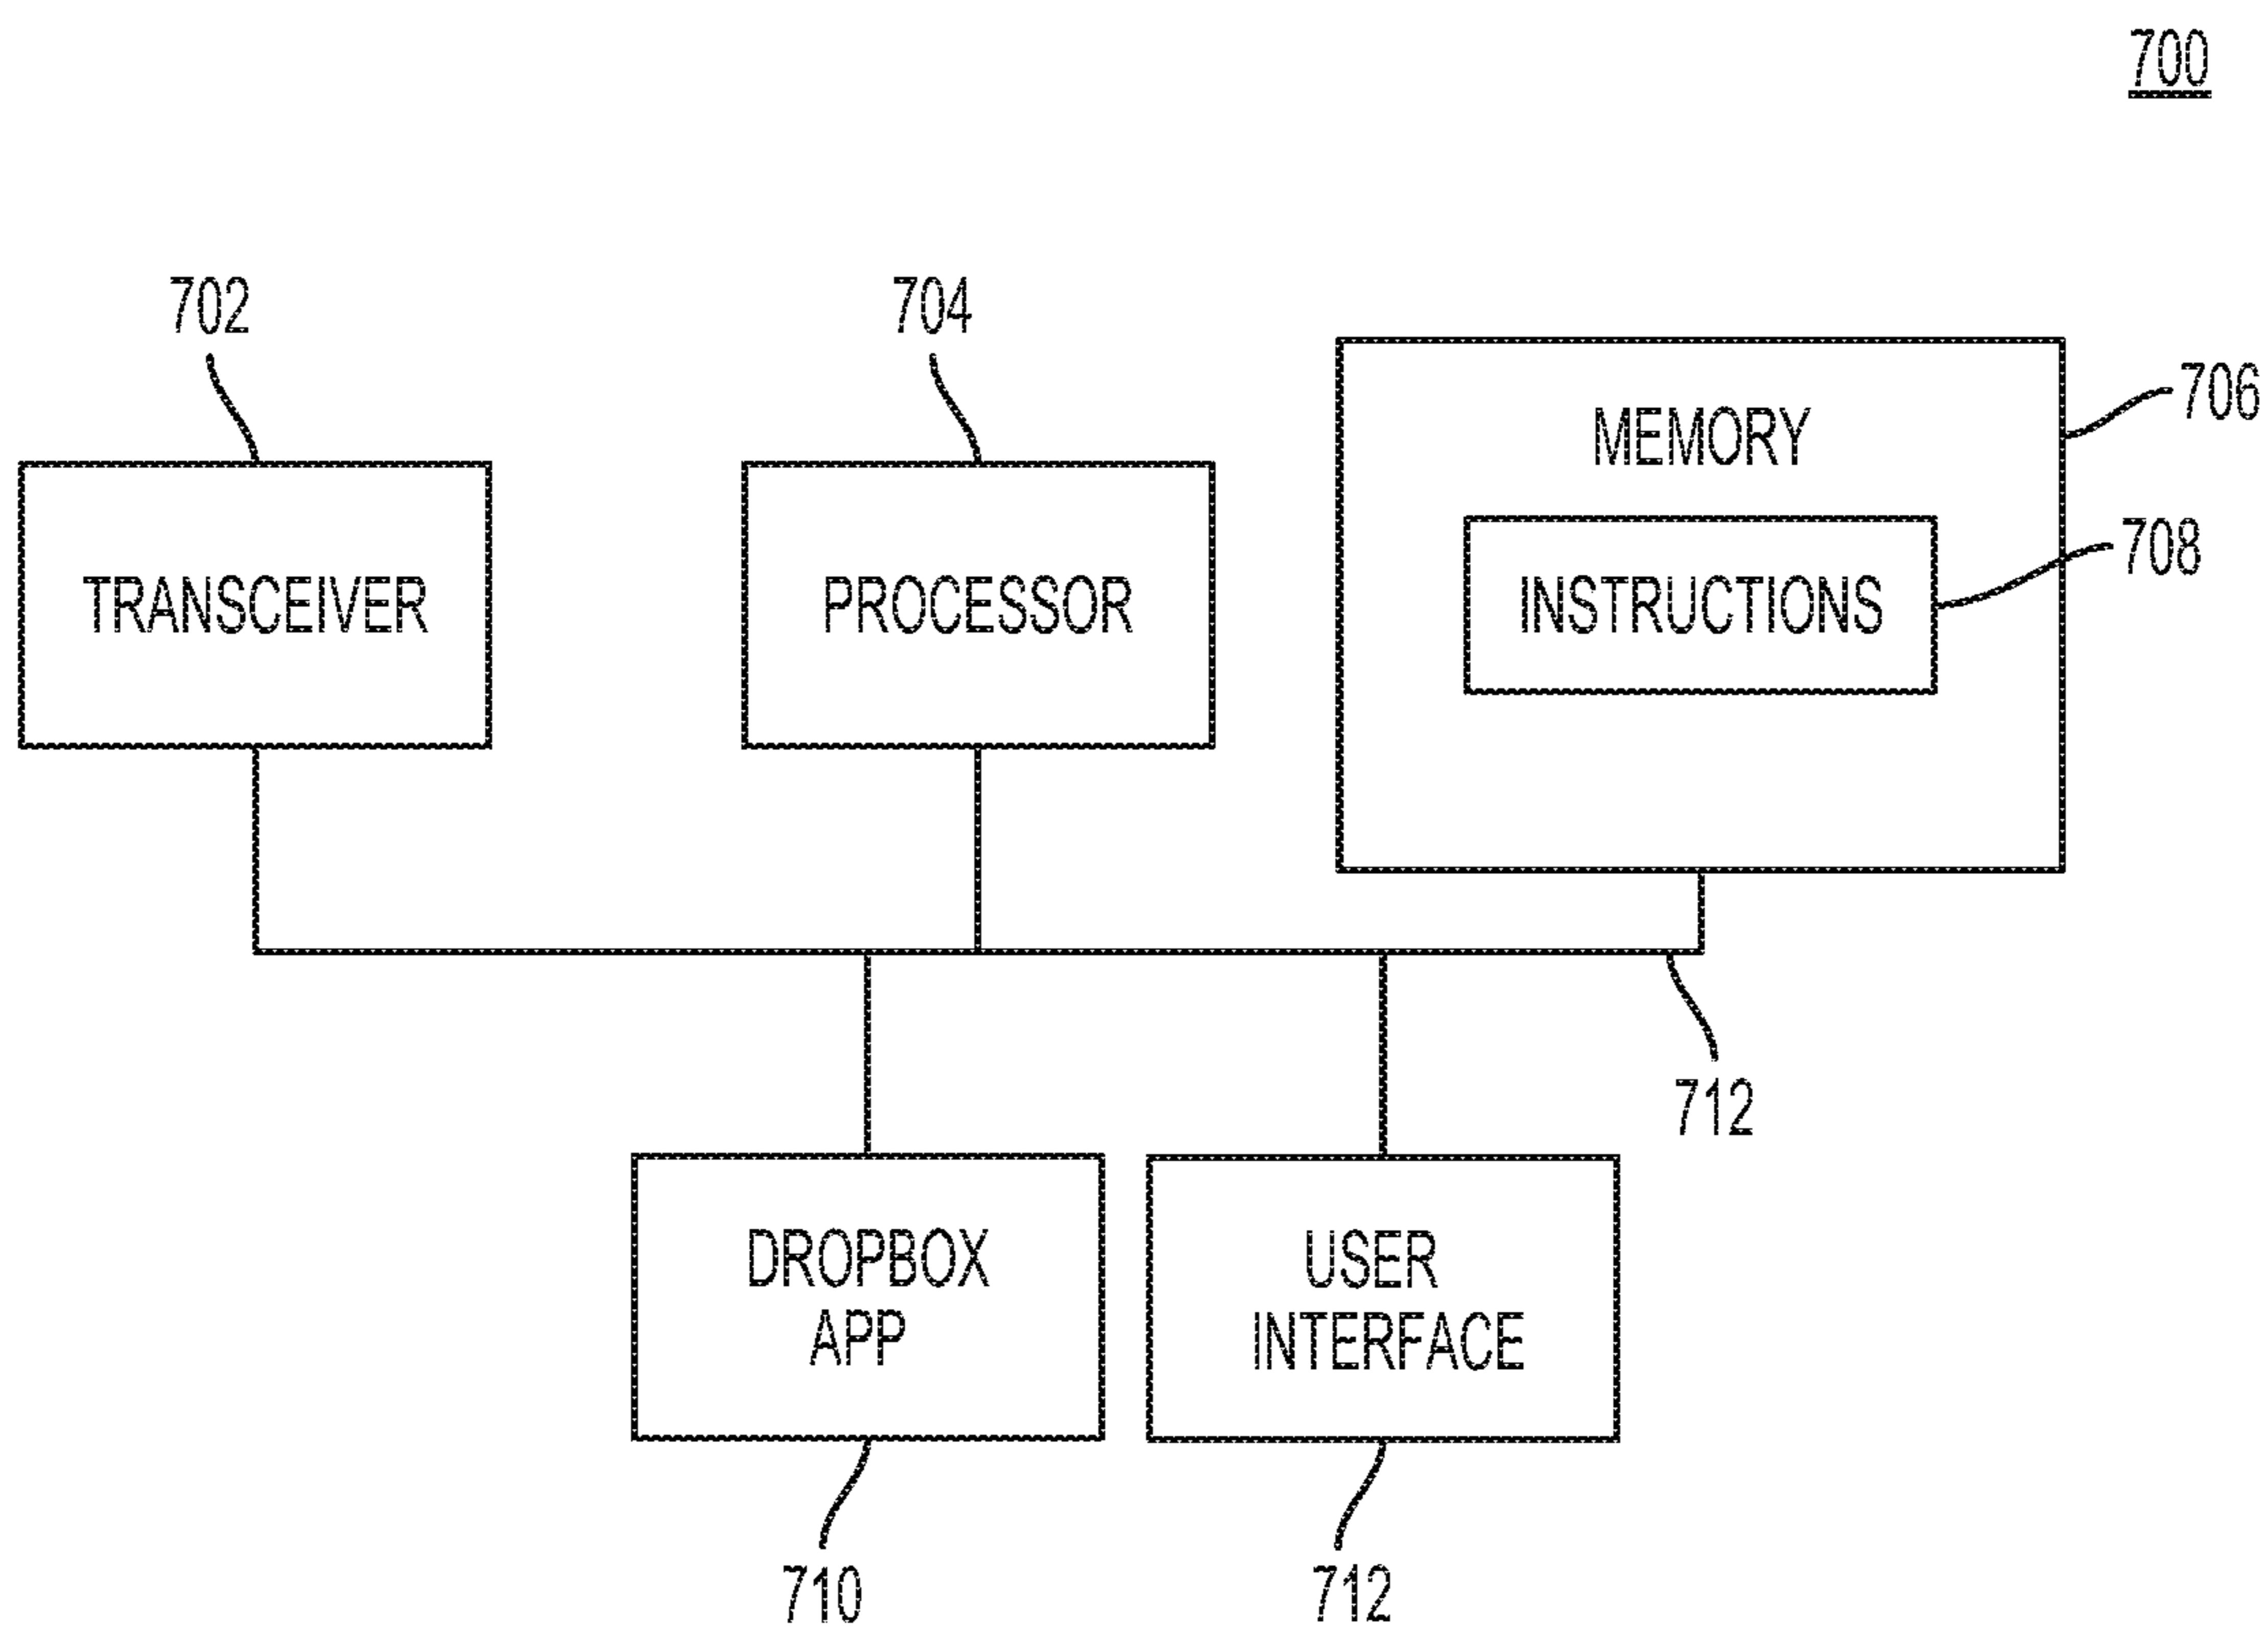 700
702
704
706
MEMORY
708
TRANSCEIVER
PROCESSOR
INSTRUCTIONS
712
DROPBOX
APP
USER
INTERFACE
710
712